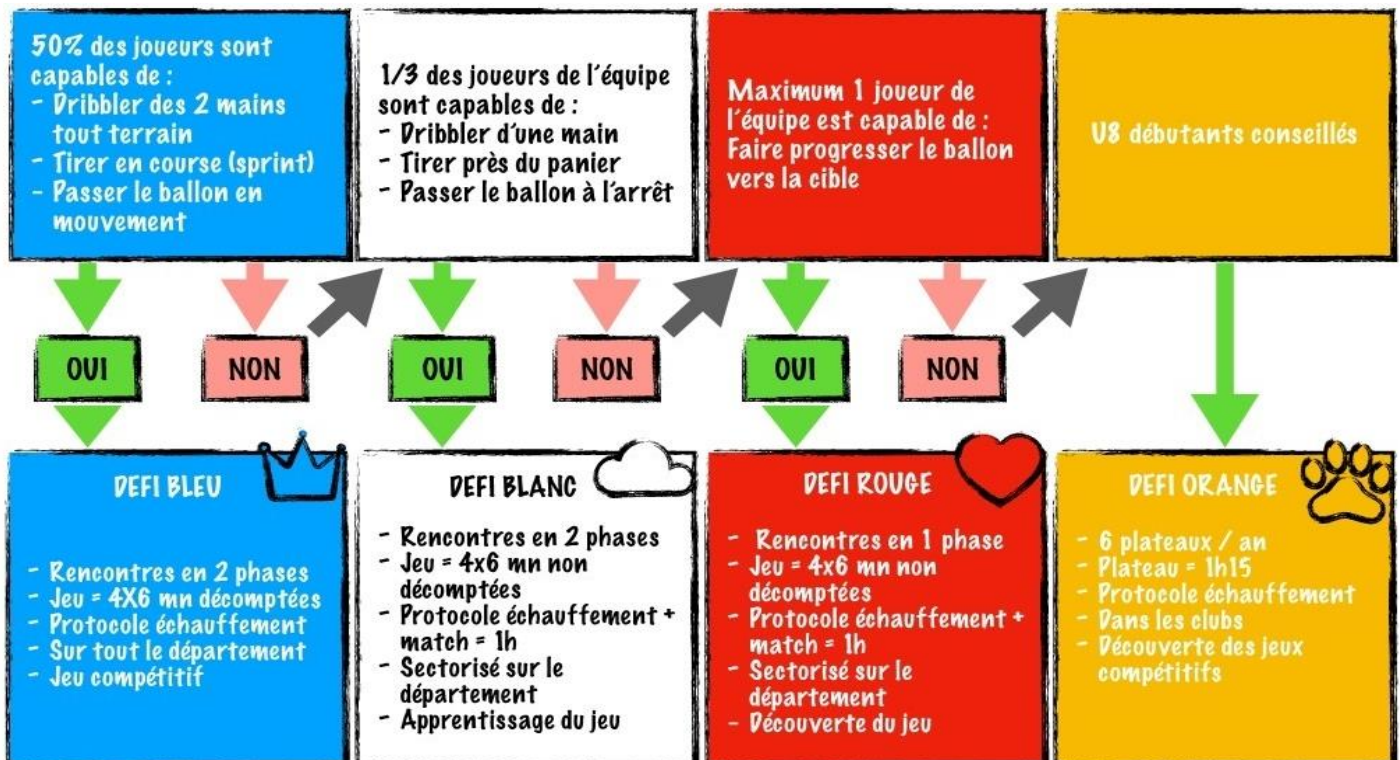 50% des joueurs sont
capables de :
- Dribbler des 2 mains
tout terrain
- Tirer en course (sprint)
- Passer le ballon en
mouvement
1/3 des joueurs de l'équipe
sont capables de :
- Dribbler d'une main
- Tirer près du panier
- Passer le ballon à l'arrêt
Maximum 1 joueur de
l'équipe est capable de :
Faire progresser le ballon
vers la cible
U8 débutants conseillés
OUI
NON
OUI
NON
OUI
NON
DEFI BLEU
- Rencontres en 2 phases
- Jeu = 4X6 mn décomptées
- Protocole échauffement
- Sur tout le département
- Jeu compétitif
DEFI BLANC
- Rencontres en 2 phases
- Jeu = 4x6 mn non
décomptées
- Protocole échauffement +
match = 1h
- Sectorisé sur le
département
- Apprentissage du jeu
DEFI ROUGE
- Rencontres en 1 phase
- Jeu = 4x6 mn non
décomptées
- Protocole échauffement +
match = 1h
- Sectorisé sur le
département
- Découverte du jeu
DEFI ORANGE
- 6 plateaux / an
- Plateau = 1h15
- Protocole échauffement
- Dans les clubs
- Découverte des jeux
compétitifs